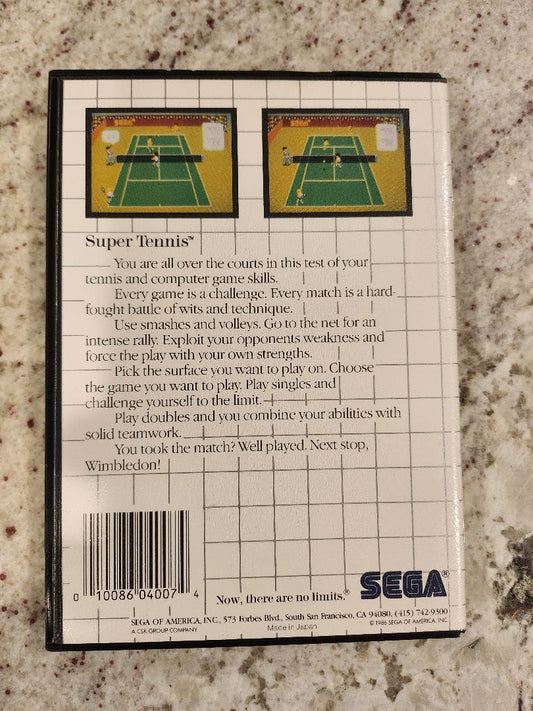 SEGA
Super Tennis™
You are all over the courts in this test of your
tennis and computer game skills.
Every game is a challenge. Every match is a hard-
fought battle of wits and technique.
Use smashes and volleys. Go to the net for an
intense rally. Exploit your opponents weakness and
force the play with your own strengths.
Pick the surface you want to play on. Choose
the game you want to play. Play singles and
challenge yourself to the limit.
Play doubles and you combine your abilities with
solid teamwork.
You took the match? Well played. Next stop,
Wimbledon!
0 10086 04007 4
Now, there are no limits.® SEGA®
SEGA OF AMERICA, INC., 573 Forbes Blvd., South San Francisco, CA 94080, (415) 742-9300
A CSK GROUP COMPANY Made in Japan © 1986 SEGA OF AMERICA, INC.